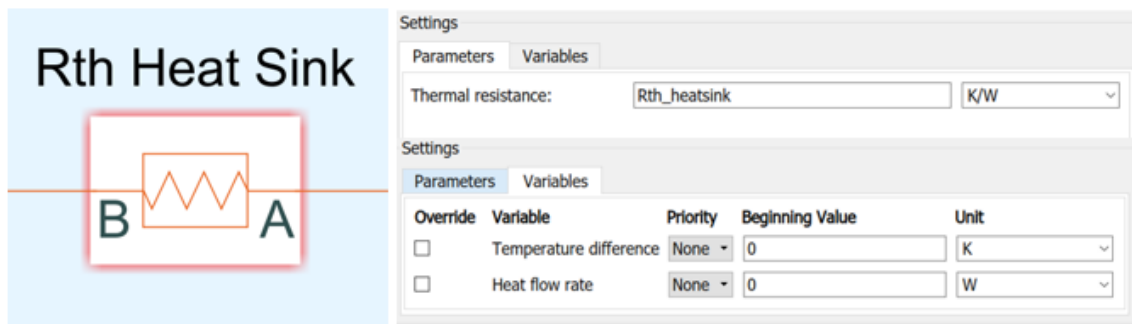 Rth Heat Sink
B A
Settings
Parameters Variables
Thermal resistance: Rth_heatsink K/W
Settings
Parameters Variables
Override Variable Priority Beginning Value Unit
Temperature difference None 0 K
Heat flow rate None 0 W